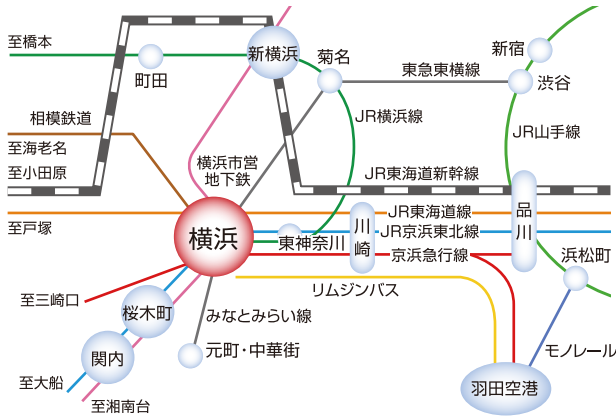 至橋本
町田
新横浜
菊名
東急東横線
新宿
渋谷
相模鉄道
至海老名
至小田原
横浜市営
地下鉄
JR横浜線
JR山手線
JR東海道新幹線
至戸塚
横浜
東神奈川
川崎
JR東海道線
JR京浜東北線
京浜急行線
品川
浜松町
至三崎口
桜木町
関内
至大船
至湘南台
みなとみらい線
元町・中華街
リムジンバス
モノレール
羽田空港